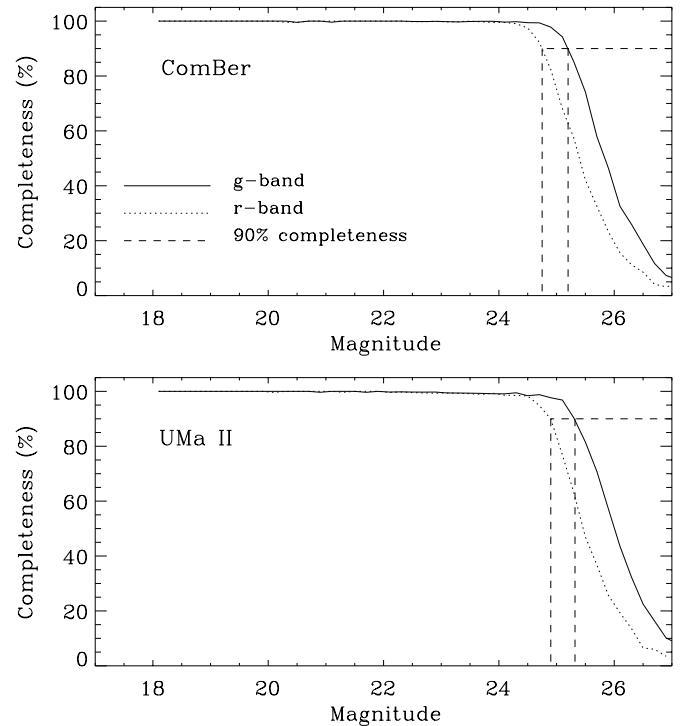 100
80
60
40
20
0
Completeness (%)
ComBer
g-band
r-band
90% completeness
18 20 22 24 26
Magnitude
100
80
60
40
20
0
Completeness (%)
UMa II
18 20 22 24 26
Magnitude